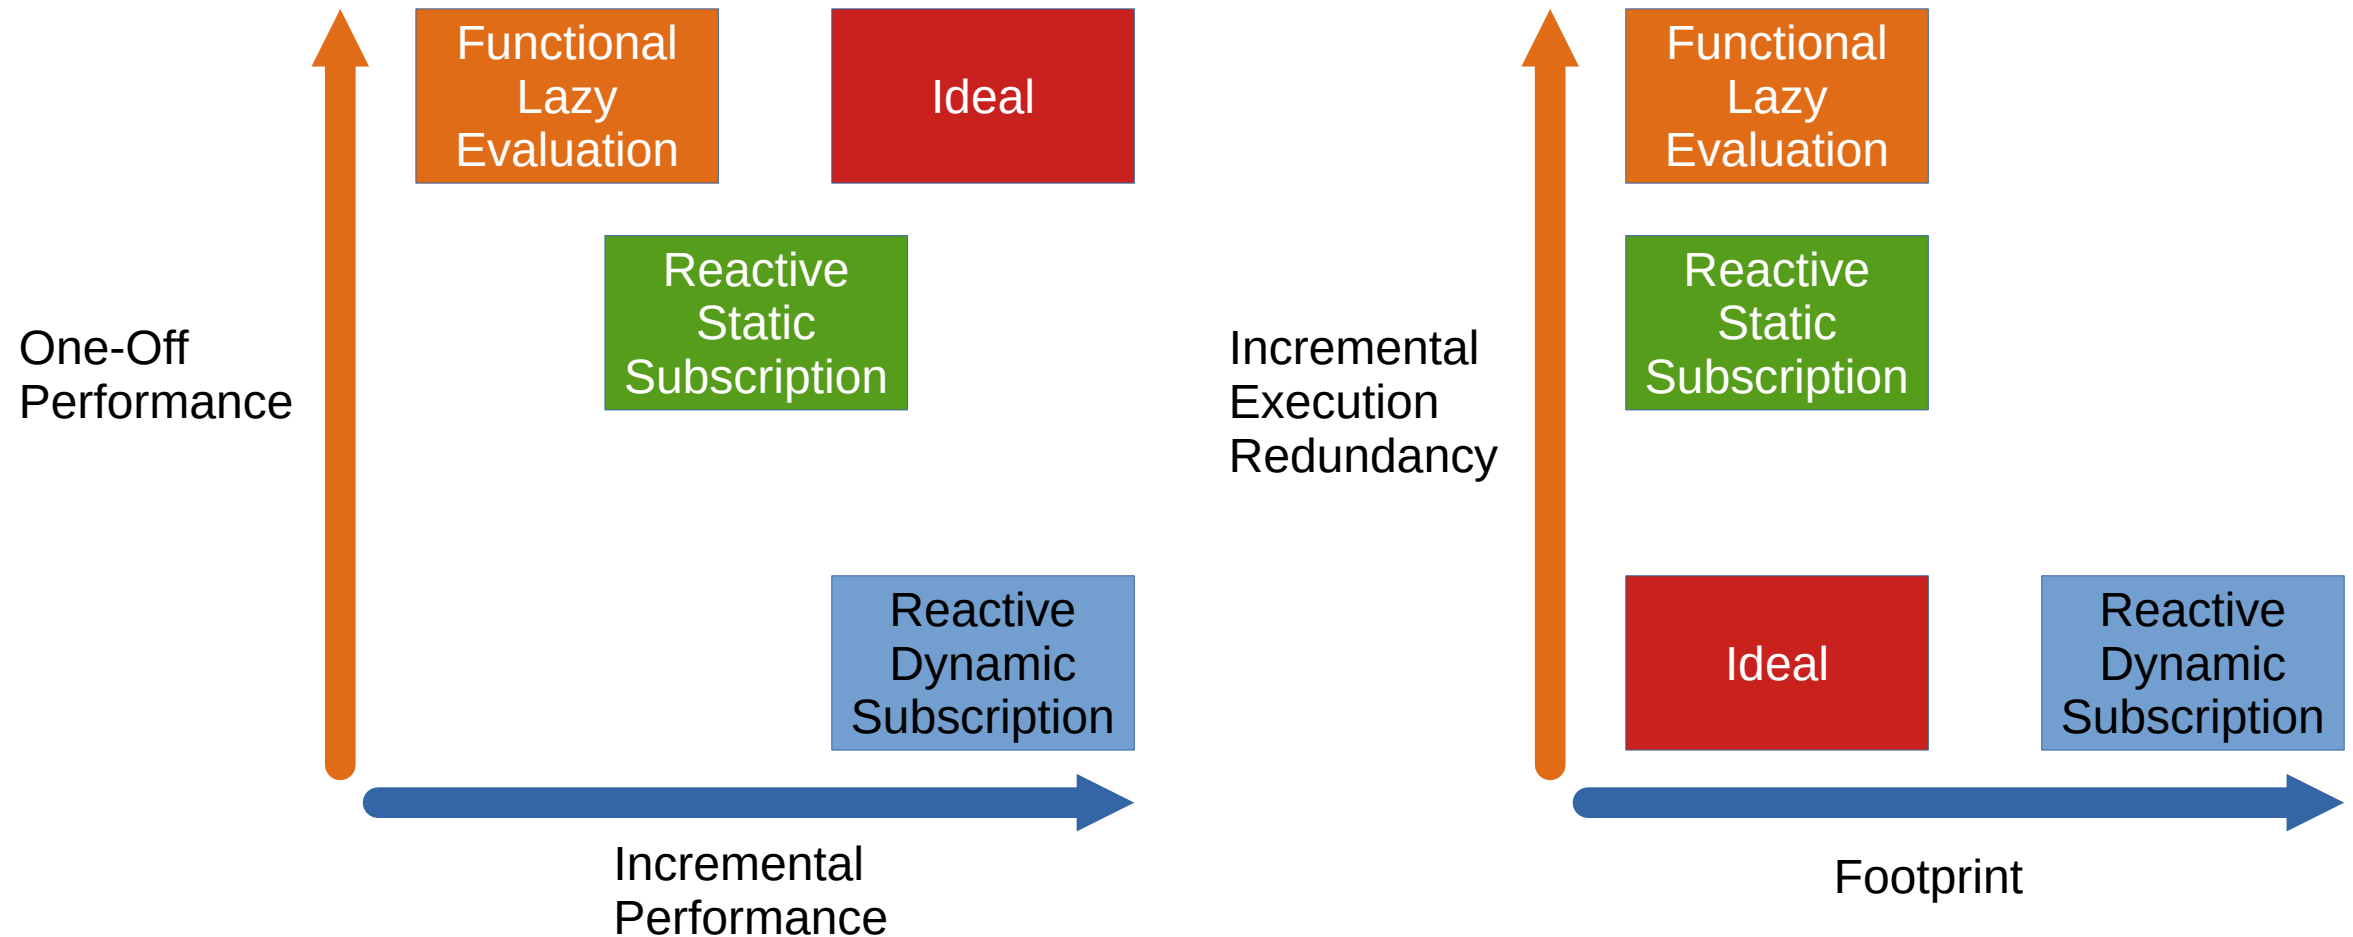 Functional
Lazy
Evaluation
Ideal
Reactive
Static
Subscription
One-Off
Performance
Reactive
Dynamic
Subscription
Incremental
Performance
Functional
Lazy
Evaluation
Reactive
Static
Subscription
Incremental
Execution
Redundancy
Ideal
Reactive
Dynamic
Subscription
Footprint